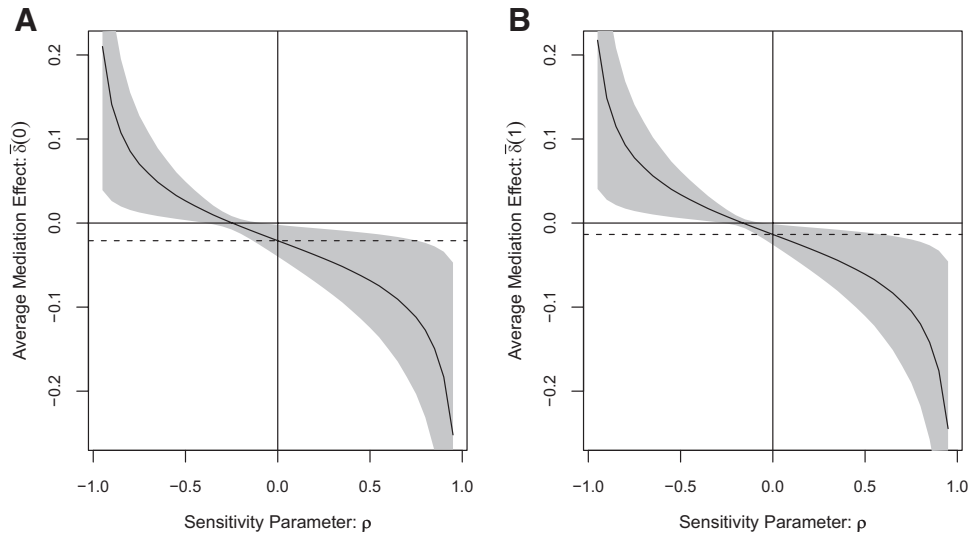 A
Average Mediation Effect: δ̅(0)
0.2
0.1
0.0
−0.1
−0.2
−1.0 −0.5 0.0 0.5 1.0
Sensitivity Parameter: ρ
B
Average Mediation Effect: δ̅(1)
0.2
0.1
0.0
−0.1
−0.2
−1.0 −0.5 0.0 0.5 1.0
Sensitivity Parameter: ρ